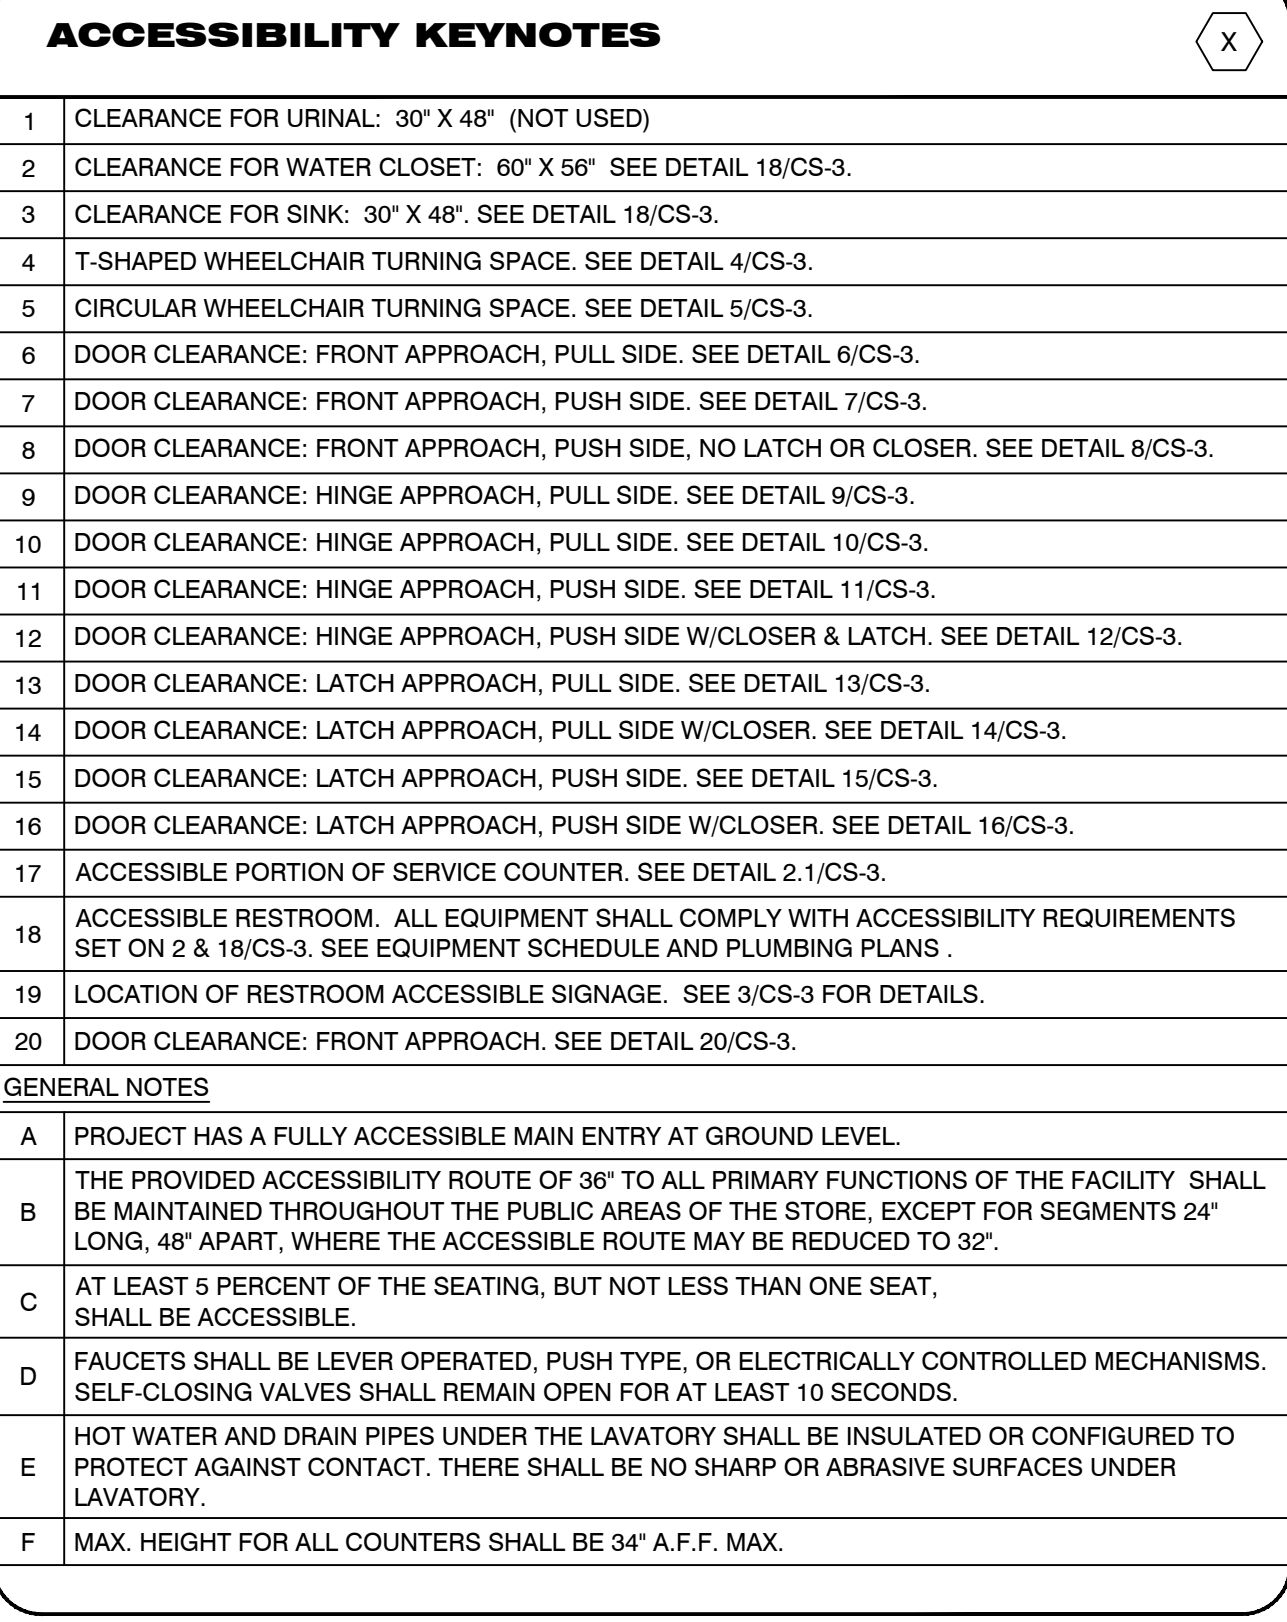 ACCESSIBILITY KEYNOTES
X
1 CLEARANCE FOR URINAL: 30" X 48" (NOT USED)
2 CLEARANCE FOR WATER CLOSET: 60" X 56" SEE DETAIL 18/CS-3.
3 CLEARANCE FOR SINK: 30" X 48". SEE DETAIL 18/CS-3.
4 T-SHAPED WHEELCHAIR TURNING SPACE. SEE DETAIL 4/CS-3.
5 CIRCULAR WHEELCHAIR TURNING SPACE. SEE DETAIL 5/CS-3.
6 DOOR CLEARANCE: FRONT APPROACH, PULL SIDE. SEE DETAIL 6/CS-3.
7 DOOR CLEARANCE: FRONT APPROACH, PUSH SIDE. SEE DETAIL 7/CS-3.
8 DOOR CLEARANCE: FRONT APPROACH, PUSH SIDE, NO LATCH OR CLOSER. SEE DETAIL 8/CS-3.
9 DOOR CLEARANCE: HINGE APPROACH, PULL SIDE. SEE DETAIL 9/CS-3.
10 DOOR CLEARANCE: HINGE APPROACH, PULL SIDE. SEE DETAIL 10/CS-3.
11 DOOR CLEARANCE: HINGE APPROACH, PUSH SIDE. SEE DETAIL 11/CS-3.
12 DOOR CLEARANCE: HINGE APPROACH, PUSH SIDE W/CLOSER & LATCH. SEE DETAIL 12/CS-3.
13 DOOR CLEARANCE: LATCH APPROACH, PULL SIDE. SEE DETAIL 13/CS-3.
14 DOOR CLEARANCE: LATCH APPROACH, PULL SIDE W/CLOSER. SEE DETAIL 14/CS-3.
15 DOOR CLEARANCE: LATCH APPROACH, PUSH SIDE. SEE DETAIL 15/CS-3.
16 DOOR CLEARANCE: LATCH APPROACH, PUSH SIDE W/CLOSER. SEE DETAIL 16/CS-3.
17 ACCESSIBLE PORTION OF SERVICE COUNTER. SEE DETAIL 2.1/CS-3.
18 ACCESSIBLE RESTROOM. ALL EQUIPMENT SHALL COMPLY WITH ACCESSIBILITY REQUIREMENTS
SET ON 2 & 18/CS-3. SEE EQUIPMENT SCHEDULE AND PLUMBING PLANS .
19 LOCATION OF RESTROOM ACCESSIBLE SIGNAGE. SEE 3/CS-3 FOR DETAILS.
20 DOOR CLEARANCE: FRONT APPROACH. SEE DETAIL 20/CS-3.
GENERAL NOTES
A PROJECT HAS A FULLY ACCESSIBLE MAIN ENTRY AT GROUND LEVEL.
B THE PROVIDED ACCESSIBILITY ROUTE OF 36" TO ALL PRIMARY FUNCTIONS OF THE FACILITY SHALL
BE MAINTAINED THROUGHOUT THE PUBLIC AREAS OF THE STORE, EXCEPT FOR SEGMENTS 24"
LONG, 48" APART, WHERE THE ACCESSIBLE ROUTE MAY BE REDUCED TO 32".
C AT LEAST 5 PERCENT OF THE SEATING, BUT NOT LESS THAN ONE SEAT,
SHALL BE ACCESSIBLE.
D FAUCETS SHALL BE LEVER OPERATED, PUSH TYPE, OR ELECTRICALLY CONTROLLED MECHANISMS.
SELF-CLOSING VALVES SHALL REMAIN OPEN FOR AT LEAST 10 SECONDS.
E HOT WATER AND DRAIN PIPES UNDER THE LAVATORY SHALL BE INSULATED OR CONFIGURED TO
PROTECT AGAINST CONTACT. THERE SHALL BE NO SHARP OR ABRASIVE SURFACES UNDER
LAVATORY.
F MAX. HEIGHT FOR ALL COUNTERS SHALL BE 34" A.F.F. MAX.